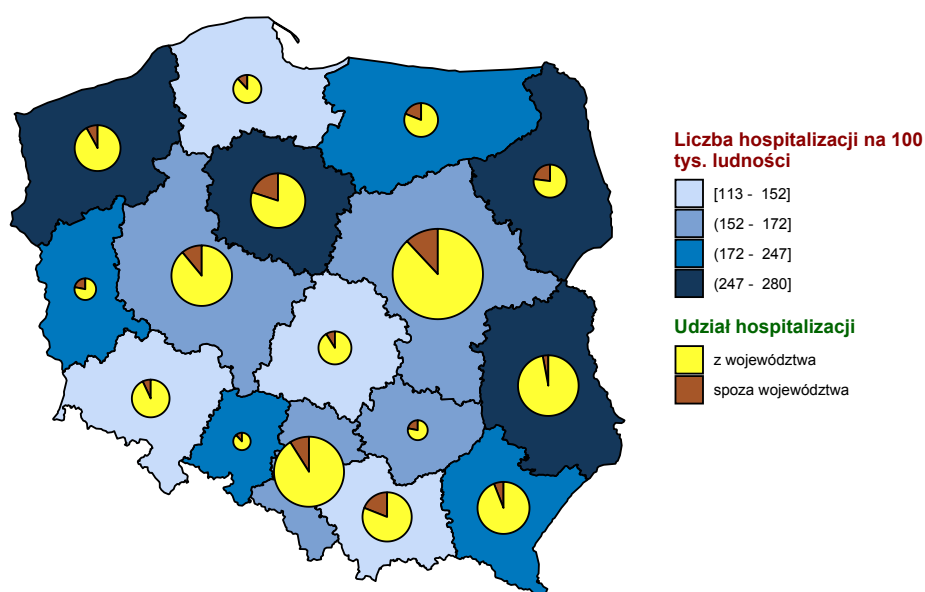 Liczba hospitalizacji na 100
tys. ludności
[113 - 152]
(152 - 172]
(172 - 247]
(247 - 280]
Udział hospitalizacji
z województwa
spoza województwa